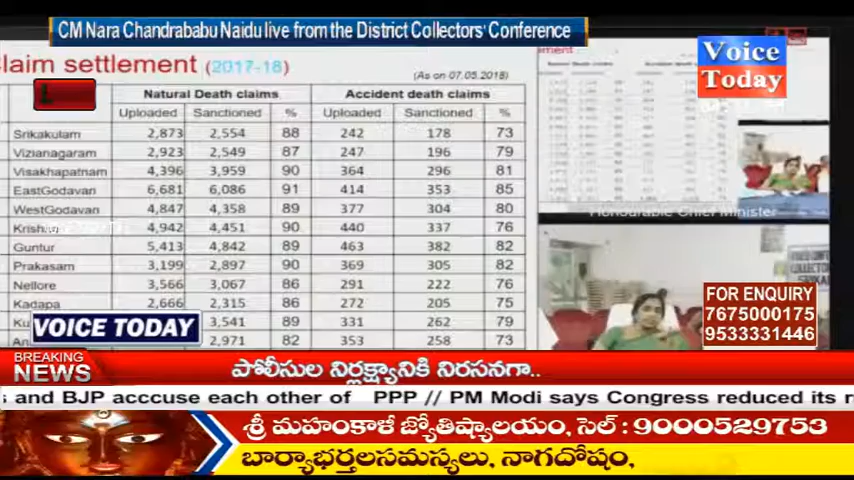 CM Nara Chandrababu Naidu live from the District Collectors' Conference
Claim settlement (2017-18)
(As on 07.05.2018)
Natural Death claims Accident death claims
Uploaded Sanctioned % Uploaded Sanctioned %
Srikakulam 2,873 2,554 88 242 178 73
Vizianagaram 2,923 2,549 87 247 196 79
Visakhapatnam 4,396 3,959 90 364 296 81
EastGodavari 6,681 6,086 91 414 353 85
WestGodavari 4,847 4,358 89 377 304 80
Krishna 4,942 4,451 90 440 337 76
Guntur 5,413 4,842 89 463 382 82
Prakasam 3,199 2,897 90 369 305 82
Nellore 3,566 3,067 86 291 222 76
Kadapa 2,666 2,315 86 272 205 75
3,541 89 331 262 79
2,971 82 353 258 73
Voice
Today
Honourable Chief Minister
FOR ENQUIRY
7675000175
9533331446
VOICE TODAY
BREAKING
NEWS
పోలీసుల నిర్లక్ష్యానికి నిరసనగా..
and BJP acccuse each other of PPP // PM Modi says Congress reduced its
శ్రీ మహంకాళీ జ్యోతిష్యాలయం, సెల్ : 9000529753
బార్యాభర్తలసమస్యలు, నాగదోషం,